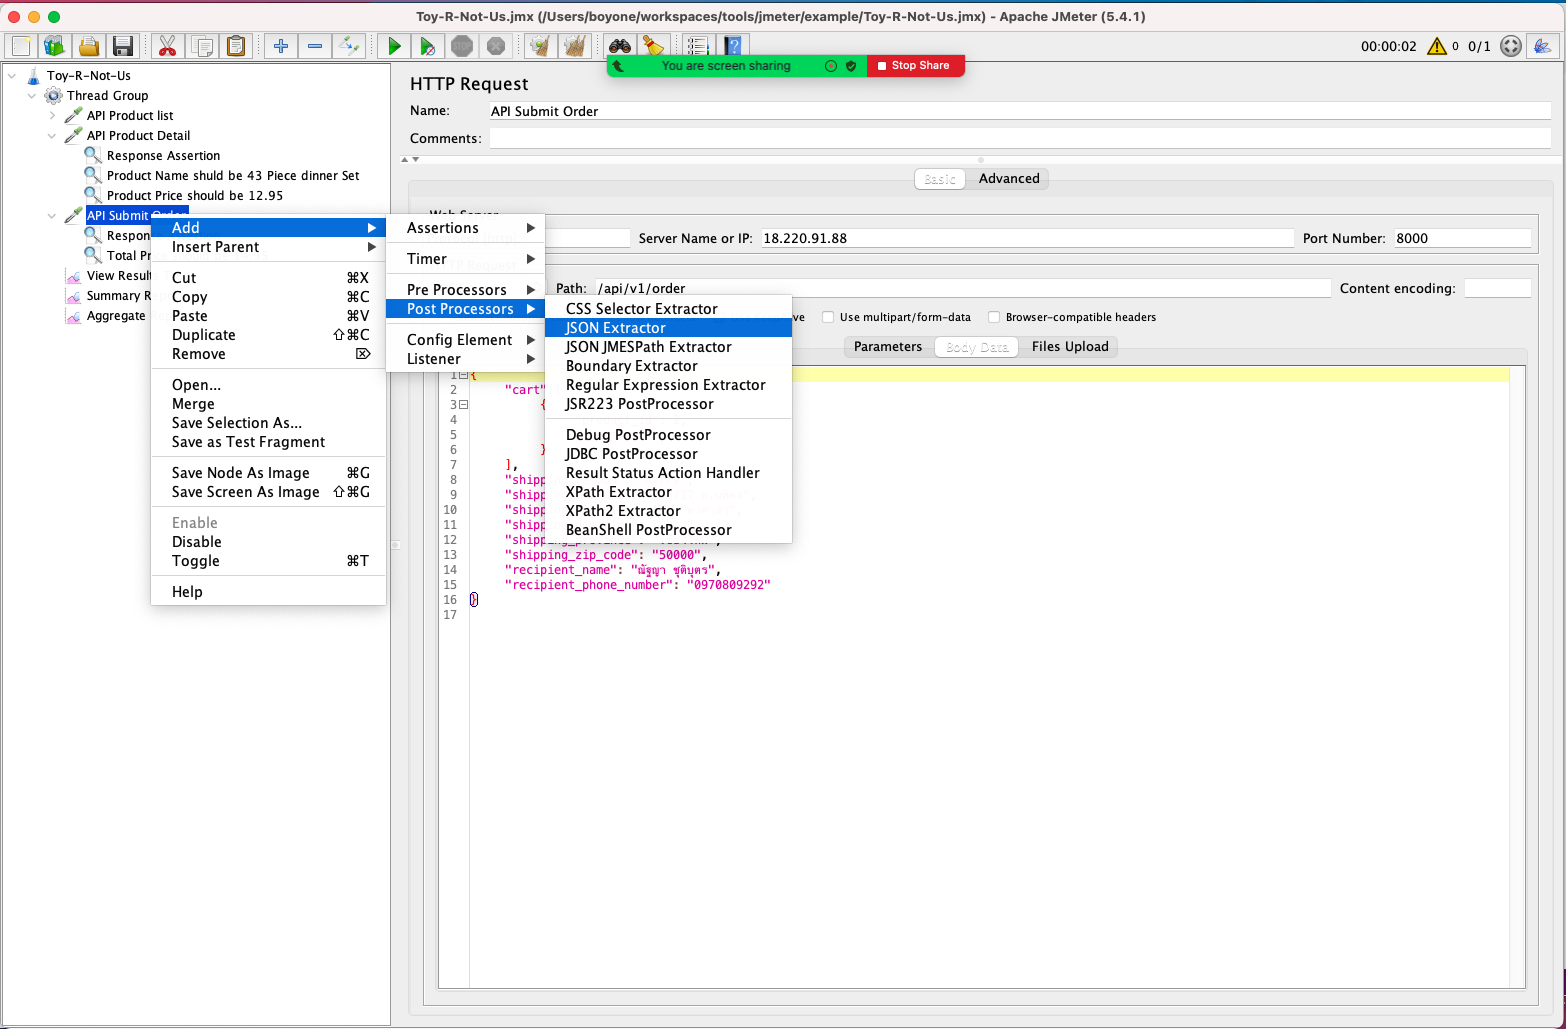 Toy-R-Not-Us.jmx (/Users/boyone/workspaces/tools/jmeter/example/Toy-R-Not-Us.jmx) - Apache JMeter (5.4.1)
00:00:02 0 0/1
You are screen sharing Stop Share
Toy-R-Not-Us
Thread Group
API Product list
API Product Detail
Response Assertion
Product Name shuld be 43 Piece dinner Set
Product Price should be 12.95
API Submit Order
Respon
Total Pr
View Results
Summary Re
Aggregate
Add
Insert Parent
Cut ⌘X
Copy ⌘C
Paste ⌘V
Duplicate ⇧⌘C
Remove ⌦
Open...
Merge
Save Selection As...
Save as Test Fragment
Save Node As Image ⌘G
Save Screen As Image ⇧⌘G
Enable
Disable
Toggle ⌘T
Help
Assertions
Timer
Pre Processors
Post Processors
Config Element
Listener
CSS Selector Extractor
JSON Extractor
JSON JMESPath Extractor
Boundary Extractor
Regular Expression Extractor
JSR223 PostProcessor
Debug PostProcessor
JDBC PostProcessor
Result Status Action Handler
XPath Extractor
XPath2 Extractor
BeanShell PostProcessor
HTTP Request
Name: API Submit Order
Comments:
Basic Advanced
Web Server
Server Name or IP: 18.220.91.88 Port Number: 8000
Path: /api/v1/order Content encoding:
Use multipart/form-data Browser-compatible headers
Parameters Body Data Files Upload
1 {
2 "cart"
3 {
4
5
6 }
7 ],
8 "shipp
9 "shipp
10 "shipp
11 "shipp
12
13 "shipping_zip_code": "50000",
14 "recipient_name": "ณัฐญา ชุติบุตร",
15 "recipient_phone_number": "0970809292"
16 }
17